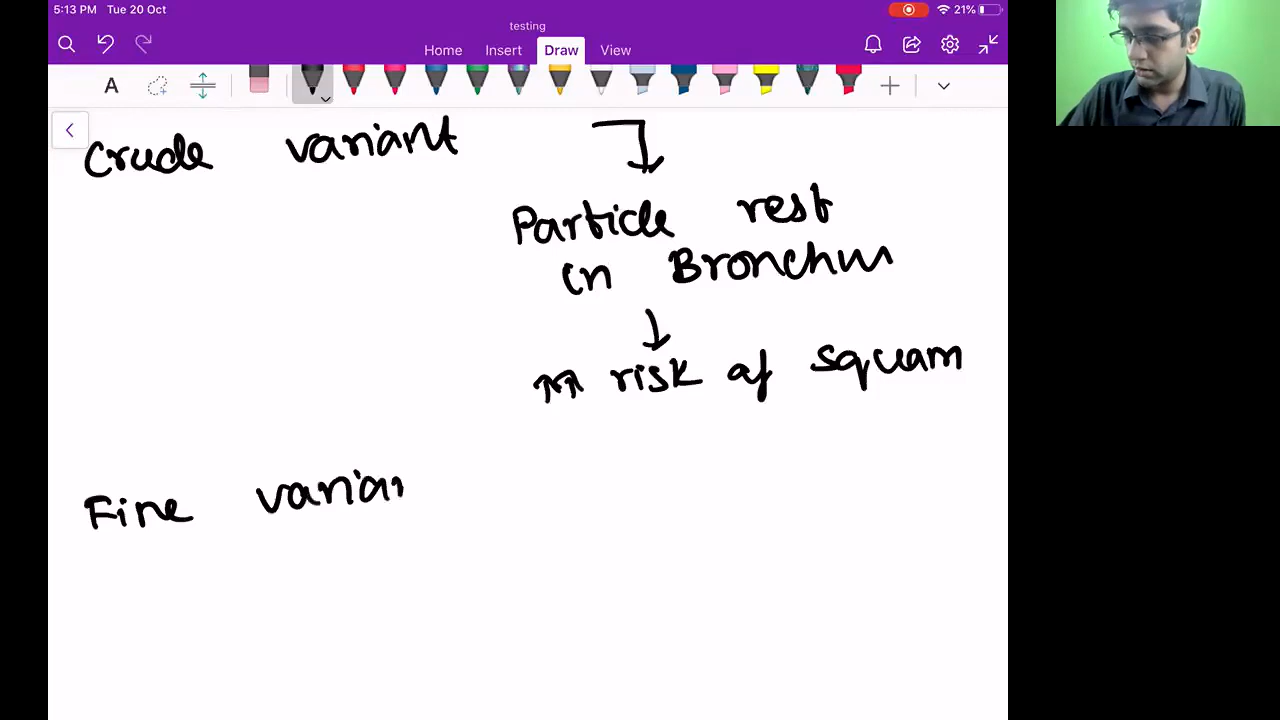 5:13 PM Tue 20 Oct
21%
testing
Home Insert Draw View
A
Crude variant
Particle rest
in Bronchus
↓
↑↑ risk of squam
Fine varian